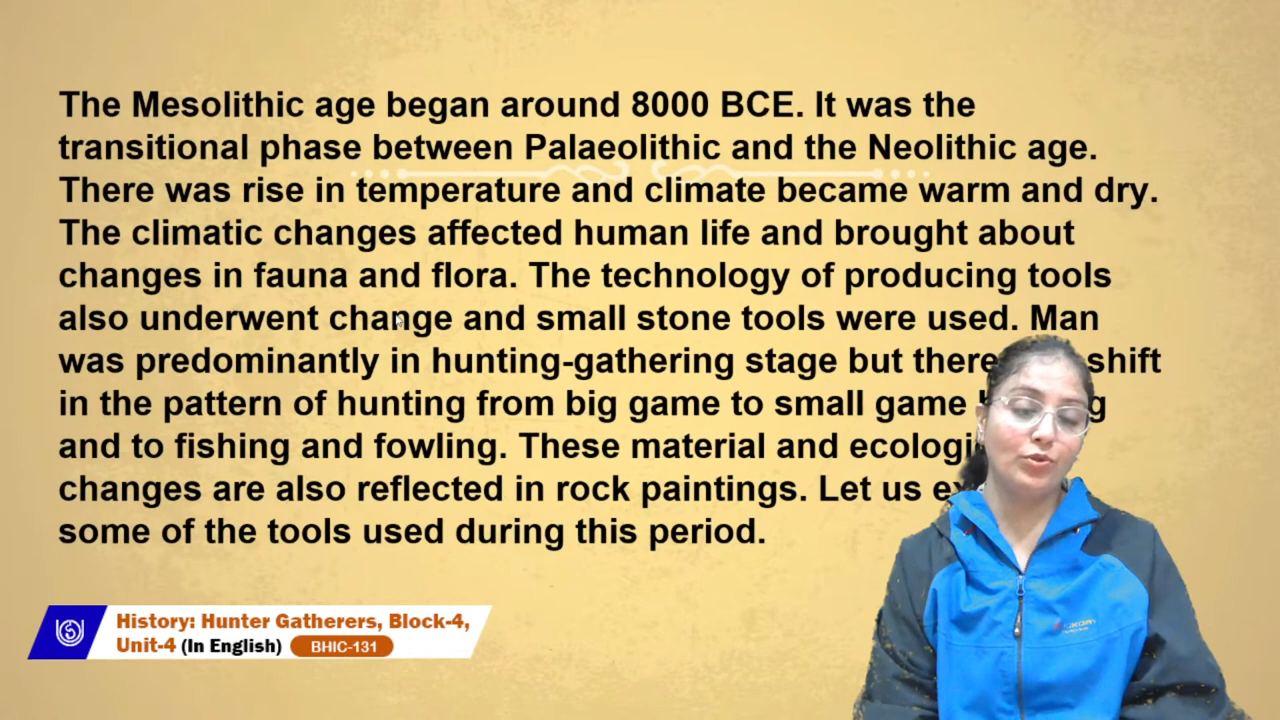 The Mesolithic age began around 8000 BCE. It was the
transitional phase between Palaeolithic and the Neolithic age.
There was rise in temperature and climate became warm and dry.
The climatic changes affected human life and brought about
changes in fauna and flora. The technology of producing tools
also underwent change and small stone tools were used. Man
was predominantly in hunting-gathering stage but there shift
in the pattern of hunting from big game to small game
and to fishing and fowling. These material and
changes are also reflected in rock paintings. Let us
some of the tools used during this period.
History: Hunter Gatherers, Block-4,
Unit-4 (In English) BHIC-131